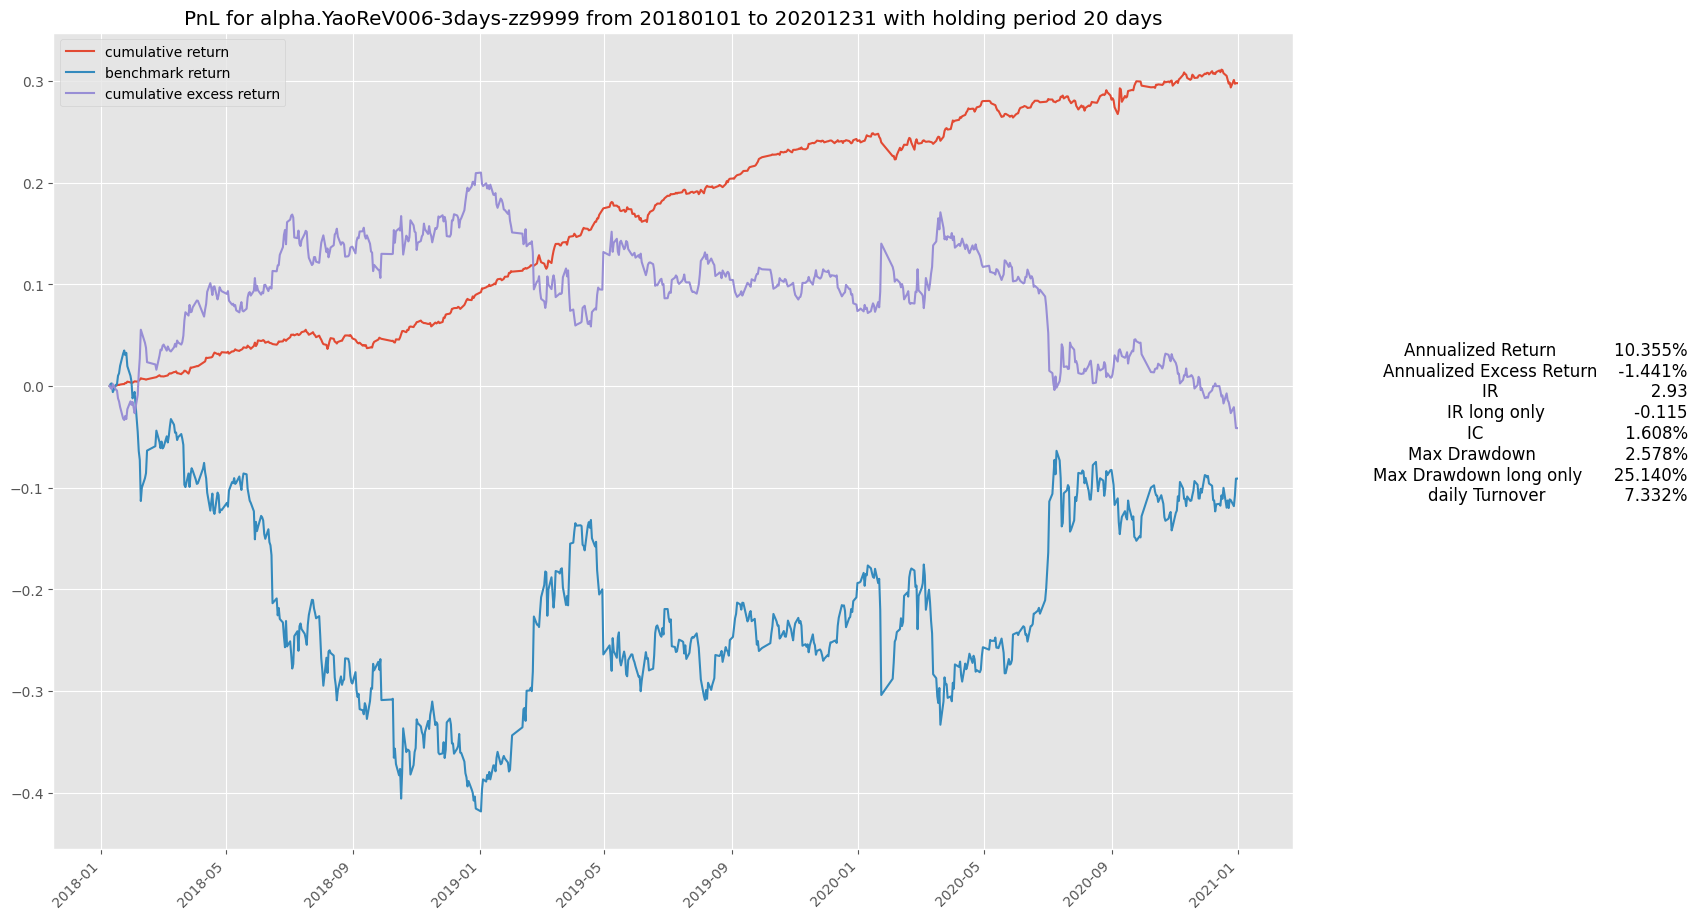 PnL for alpha.YaoReV006-3days-zz9999 from 20180101 to 20201231 with holding period 20 days
cumulative return
benchmark return
cumulative excess return
0.3
0.2
0.1
0.0
−0.1
−0.2
−0.3
−0.4
2018-01
2018-05
2018-09
2019-01
2019-05
2019-09
2020-01
2020-05
2020-09
2021-01
Annualized Return 10.355%
Annualized Excess Return -1.441%
IR 2.93
IR long only -0.115
IC 1.608%
Max Drawdown 2.578%
Max Drawdown long only 25.140%
daily Turnover 7.332%